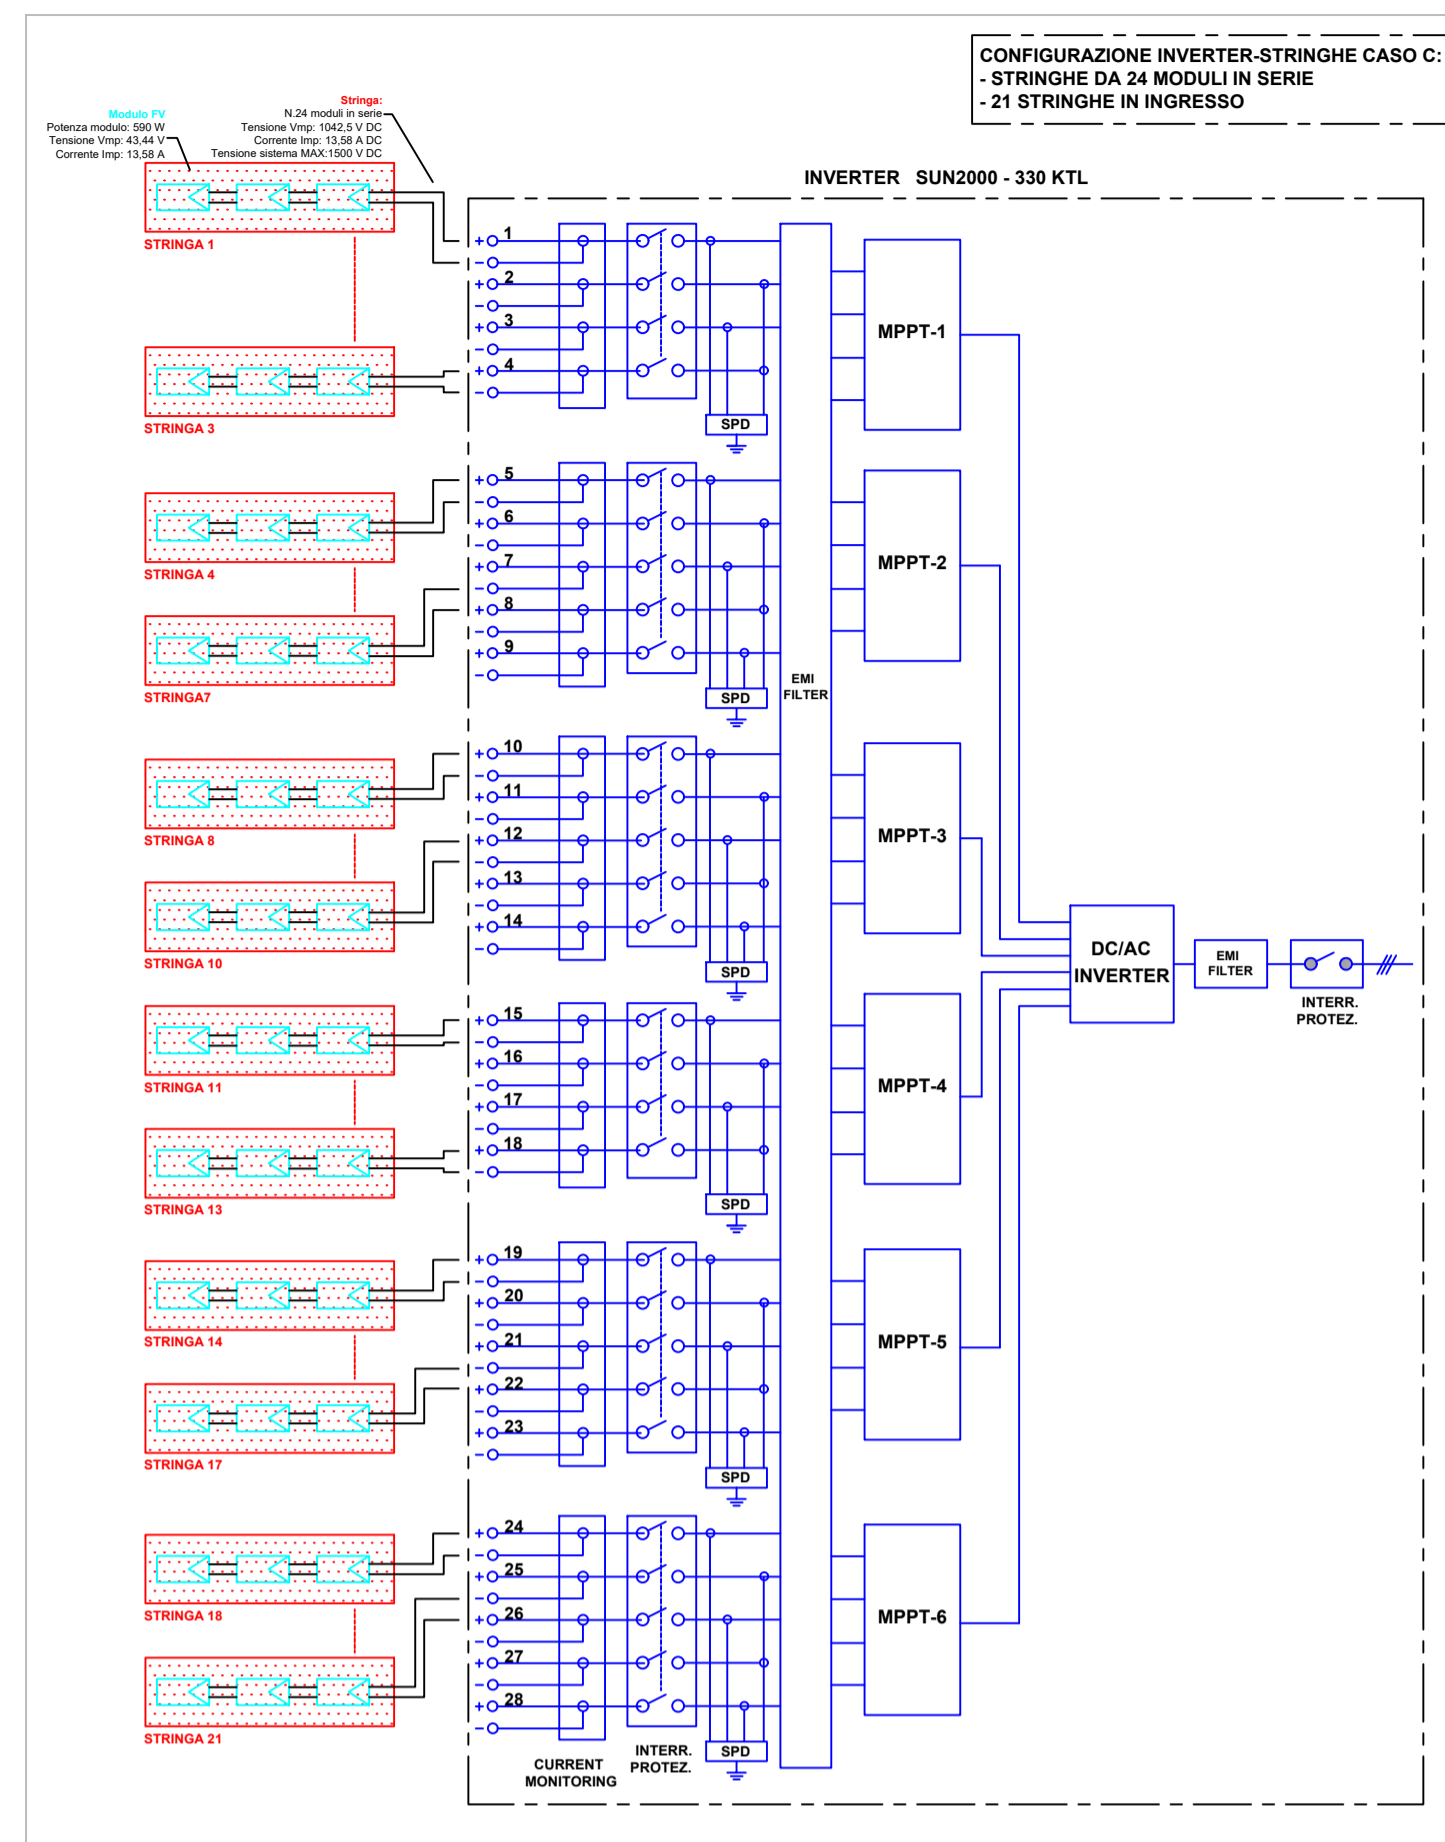 CONFIGURAZIONE INVERTER-STRINGHE CASO C:
- STRINGHE DA 24 MODULI IN SERIE
- 21 STRINGHE IN INGRESSO
Modulo FV
Potenza modulo: 590 W
Tensione Vmp: 43,44 V
Corrente Imp: 13,58 A
Stringa:
N.24 moduli in serie
Tensione Vmp: 1042,5 V DC
Corrente Imp: 13,58 A DC
Tensione sistema MAX:1500 V DC
INVERTER SUN2000 - 330 KTL
STRINGA 1
STRINGA 3
STRINGA 4
STRINGA7
STRINGA 8
STRINGA 10
STRINGA 11
STRINGA 13
STRINGA 14
STRINGA 17
STRINGA 18
STRINGA 21
+ 1
-
+ 2
-
+ 3
-
+ 4
-
SPD
+ 5
-
+ 6
-
+ 7
-
+ 8
-
+ 9
-
SPD
+ 10
-
+ 11
-
+ 12
-
+ 13
-
+ 14
-
SPD
+ 15
-
+ 16
-
+ 17
-
+ 18
-
SPD
+ 19
-
+ 20
-
+ 21
-
+ 22
-
+ 23
-
SPD
+ 24
-
+ 25
-
+ 26
-
+ 27
-
+ 28
-
SPD
CURRENT
MONITORING
INTERR.
PROTEZ.
EMI
FILTER
MPPT-1
MPPT-2
MPPT-3
MPPT-4
MPPT-5
MPPT-6
DC/AC
INVERTER
EMI
FILTER
INTERR.
PROTEZ.